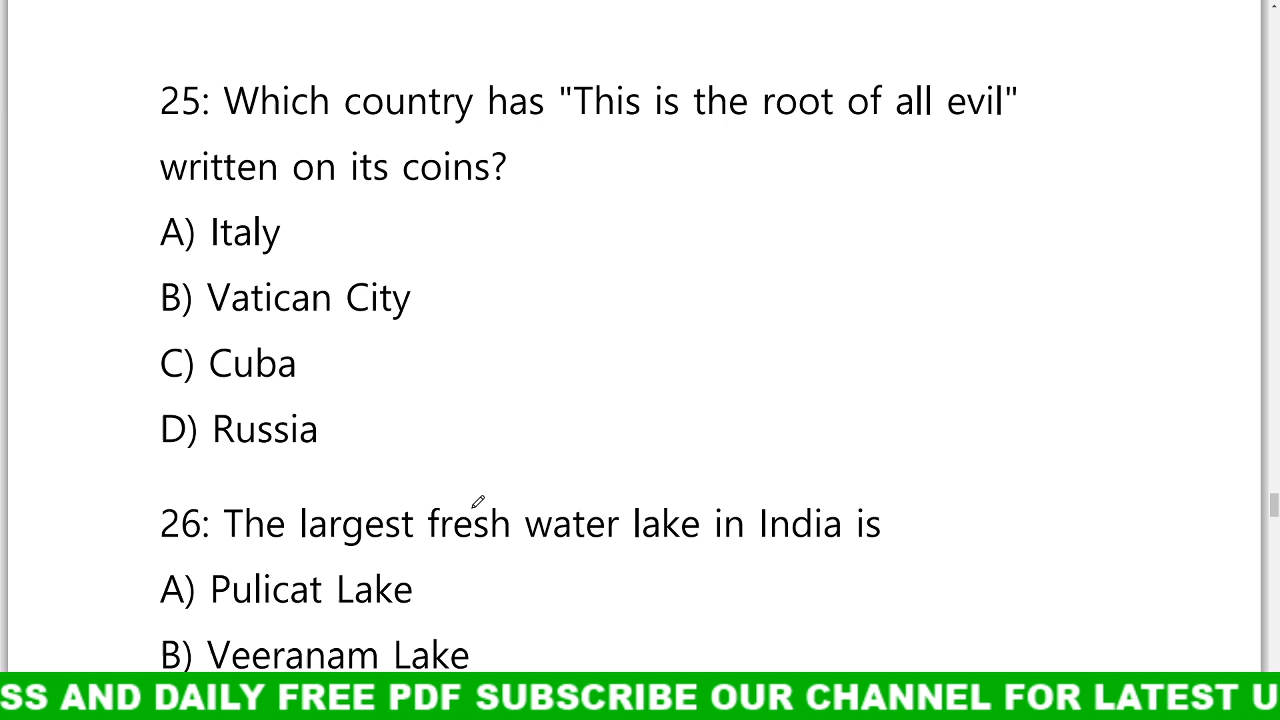 25: Which country has "This is the root of all evil"
written on its coins?
A) Italy
B) Vatican City
C) Cuba
D) Russia
26: The largest fresh water lake in India is
A) Pulicat Lake
B) Veeranam Lake
SS AND DAILY FREE PDF SUBSCRIBE OUR CHANNEL FOR LATEST U